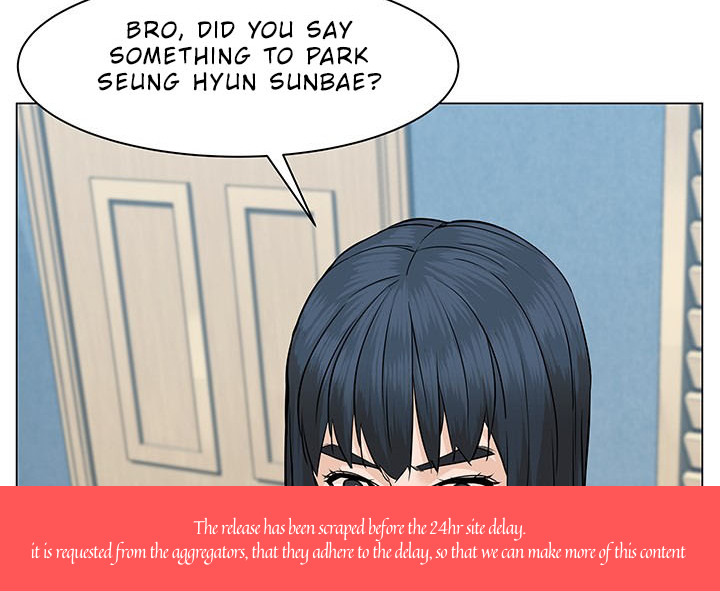 BRO, DID YOU SAY
SOMETHING TO PARK
SEUNG HYUN SUNBAE?
The release has been scraped before the 24hr site delay.
it is requested from the aggregators, that they adhere to the delay, so that we can make more of this content